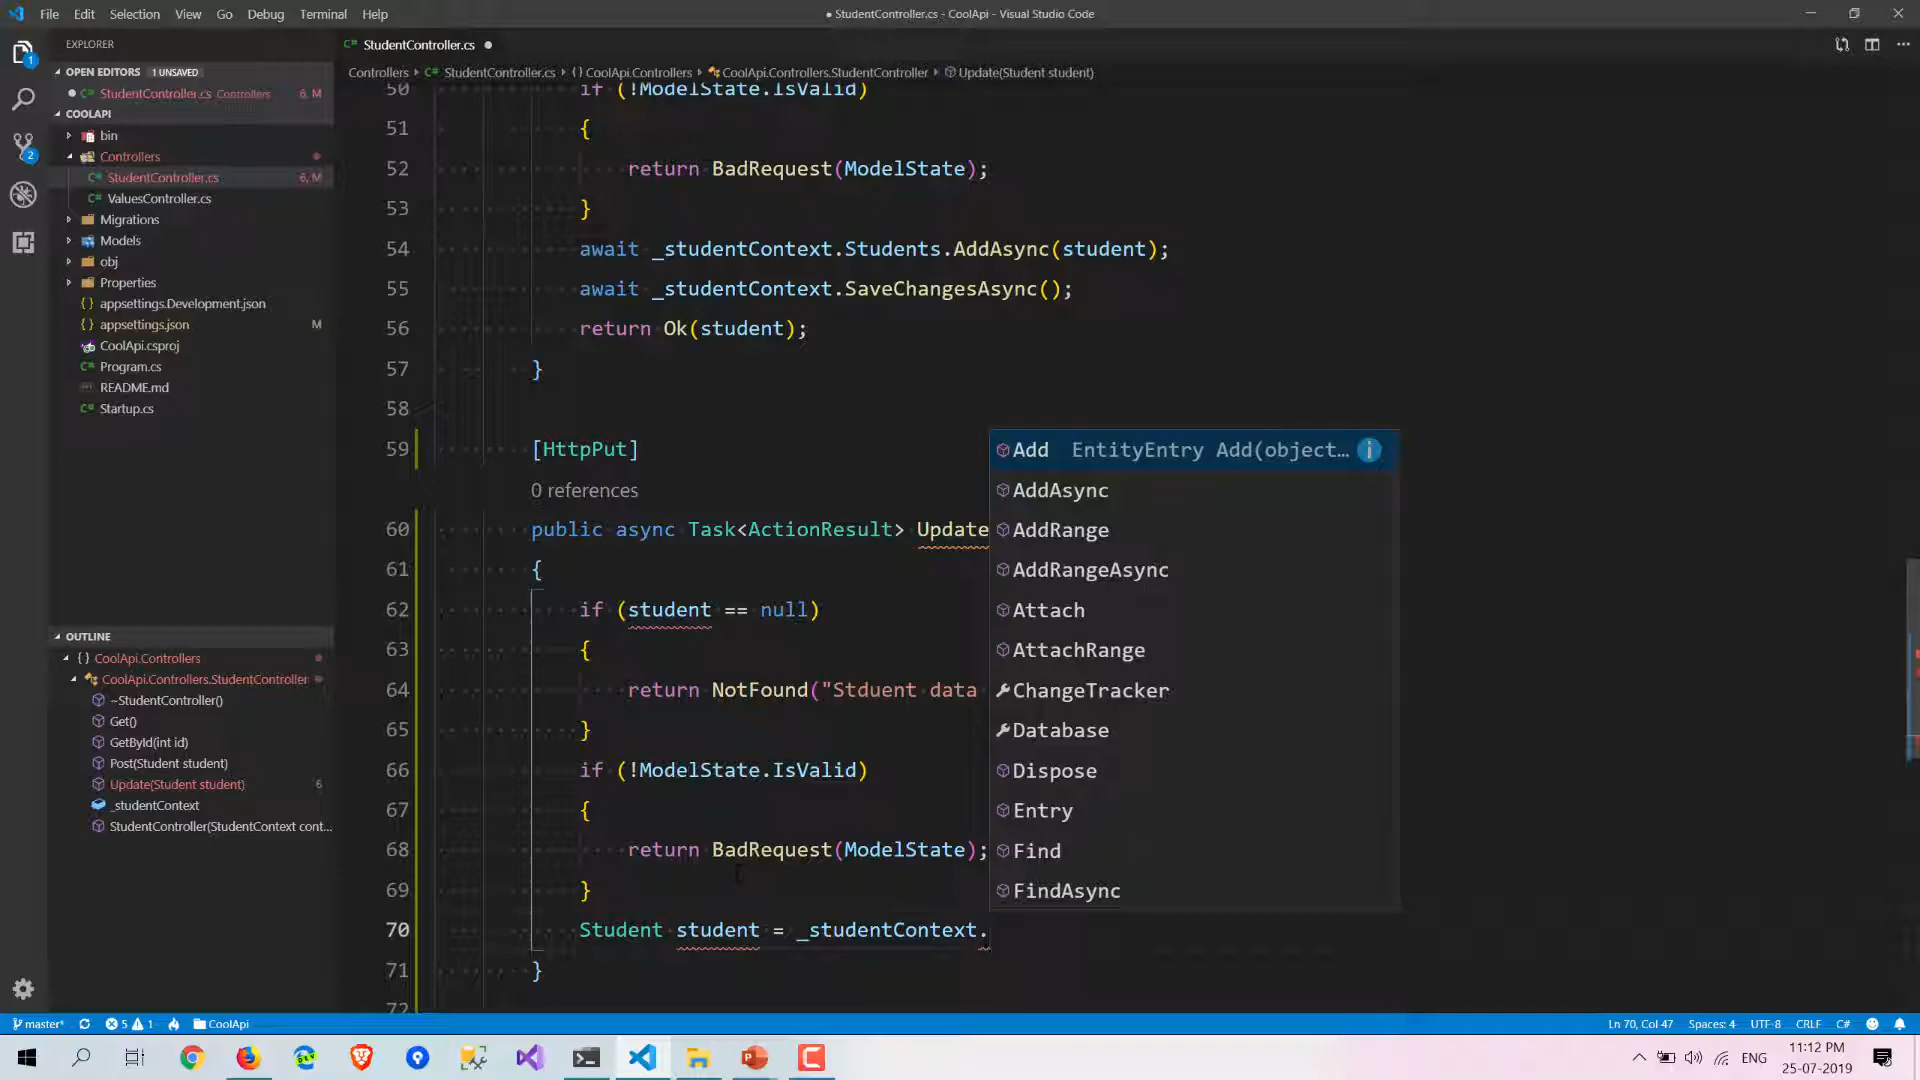 File Edit Selection View Go Debug Terminal Help
● StudentController.cs - CoolApi - Visual Studio Code
EXPLORER
StudentController.cs
OPEN EDITORS 1 UNSAVED
Controllers StudentController.cs CoolApi.Controllers CoolApi.Controllers.StudentController Update(Student student)
StudentController.cs Controllers 6, M
COOLAPI
bin
Controllers
StudentController.cs 6, M
ValuesController.cs
Migrations
Models
obj
Properties
appsettings.Development.json
appsettings.json M
CoolApi.csproj
Program.cs
README.md
Startup.cs
OUTLINE
{ } CoolApi.Controllers
CoolApi.Controllers.StudentController
~StudentController()
Get()
GetById(int id)
Post(Student student)
Update(Student student) 6
_studentContext
StudentController(StudentContext cont...
50 if (!ModelState.IsValid)
51 {
52 return BadRequest(ModelState);
53 }
54 await _studentContext.Students.AddAsync(student);
55 await _studentContext.SaveChangesAsync();
56 return Ok(student);
57 }
58
59 [HttpPut]
0 references
60 public async Task<ActionResult> Update
61 {
62 if (student == null)
63 {
64 return NotFound("Stduent data
65 }
66 if (!ModelState.IsValid)
67 {
68 return BadRequest(ModelState);
69 }
70 Student student = _studentContext.
71 }
72
Add EntityEntry Add(object…
AddAsync
AddRange
AddRangeAsync
Attach
AttachRange
ChangeTracker
Database
Dispose
Entry
Find
FindAsync
master* 5 1 CoolApi
Ln 70, Col 47 Spaces: 4 UTF-8 CRLF C#
ENG
11:12 PM
25-07-2019